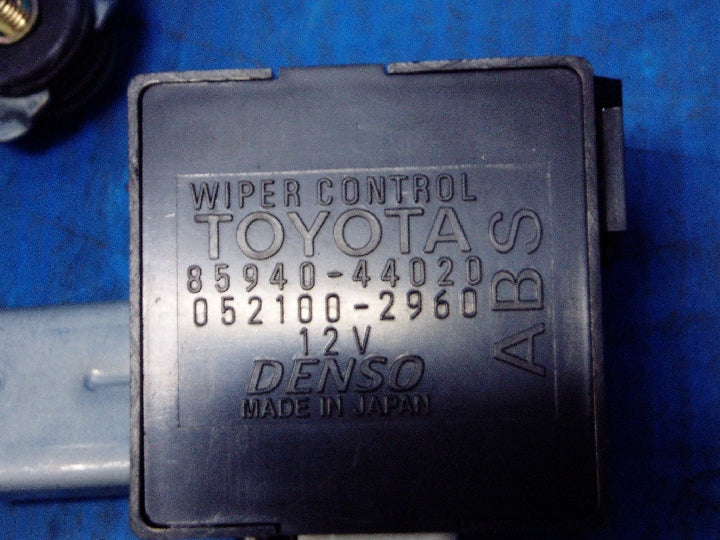 WIPER CONTROL
TOYOTA
85940-44020
052100-2960
12V
DENSO
MADE IN JAPAN
ABS